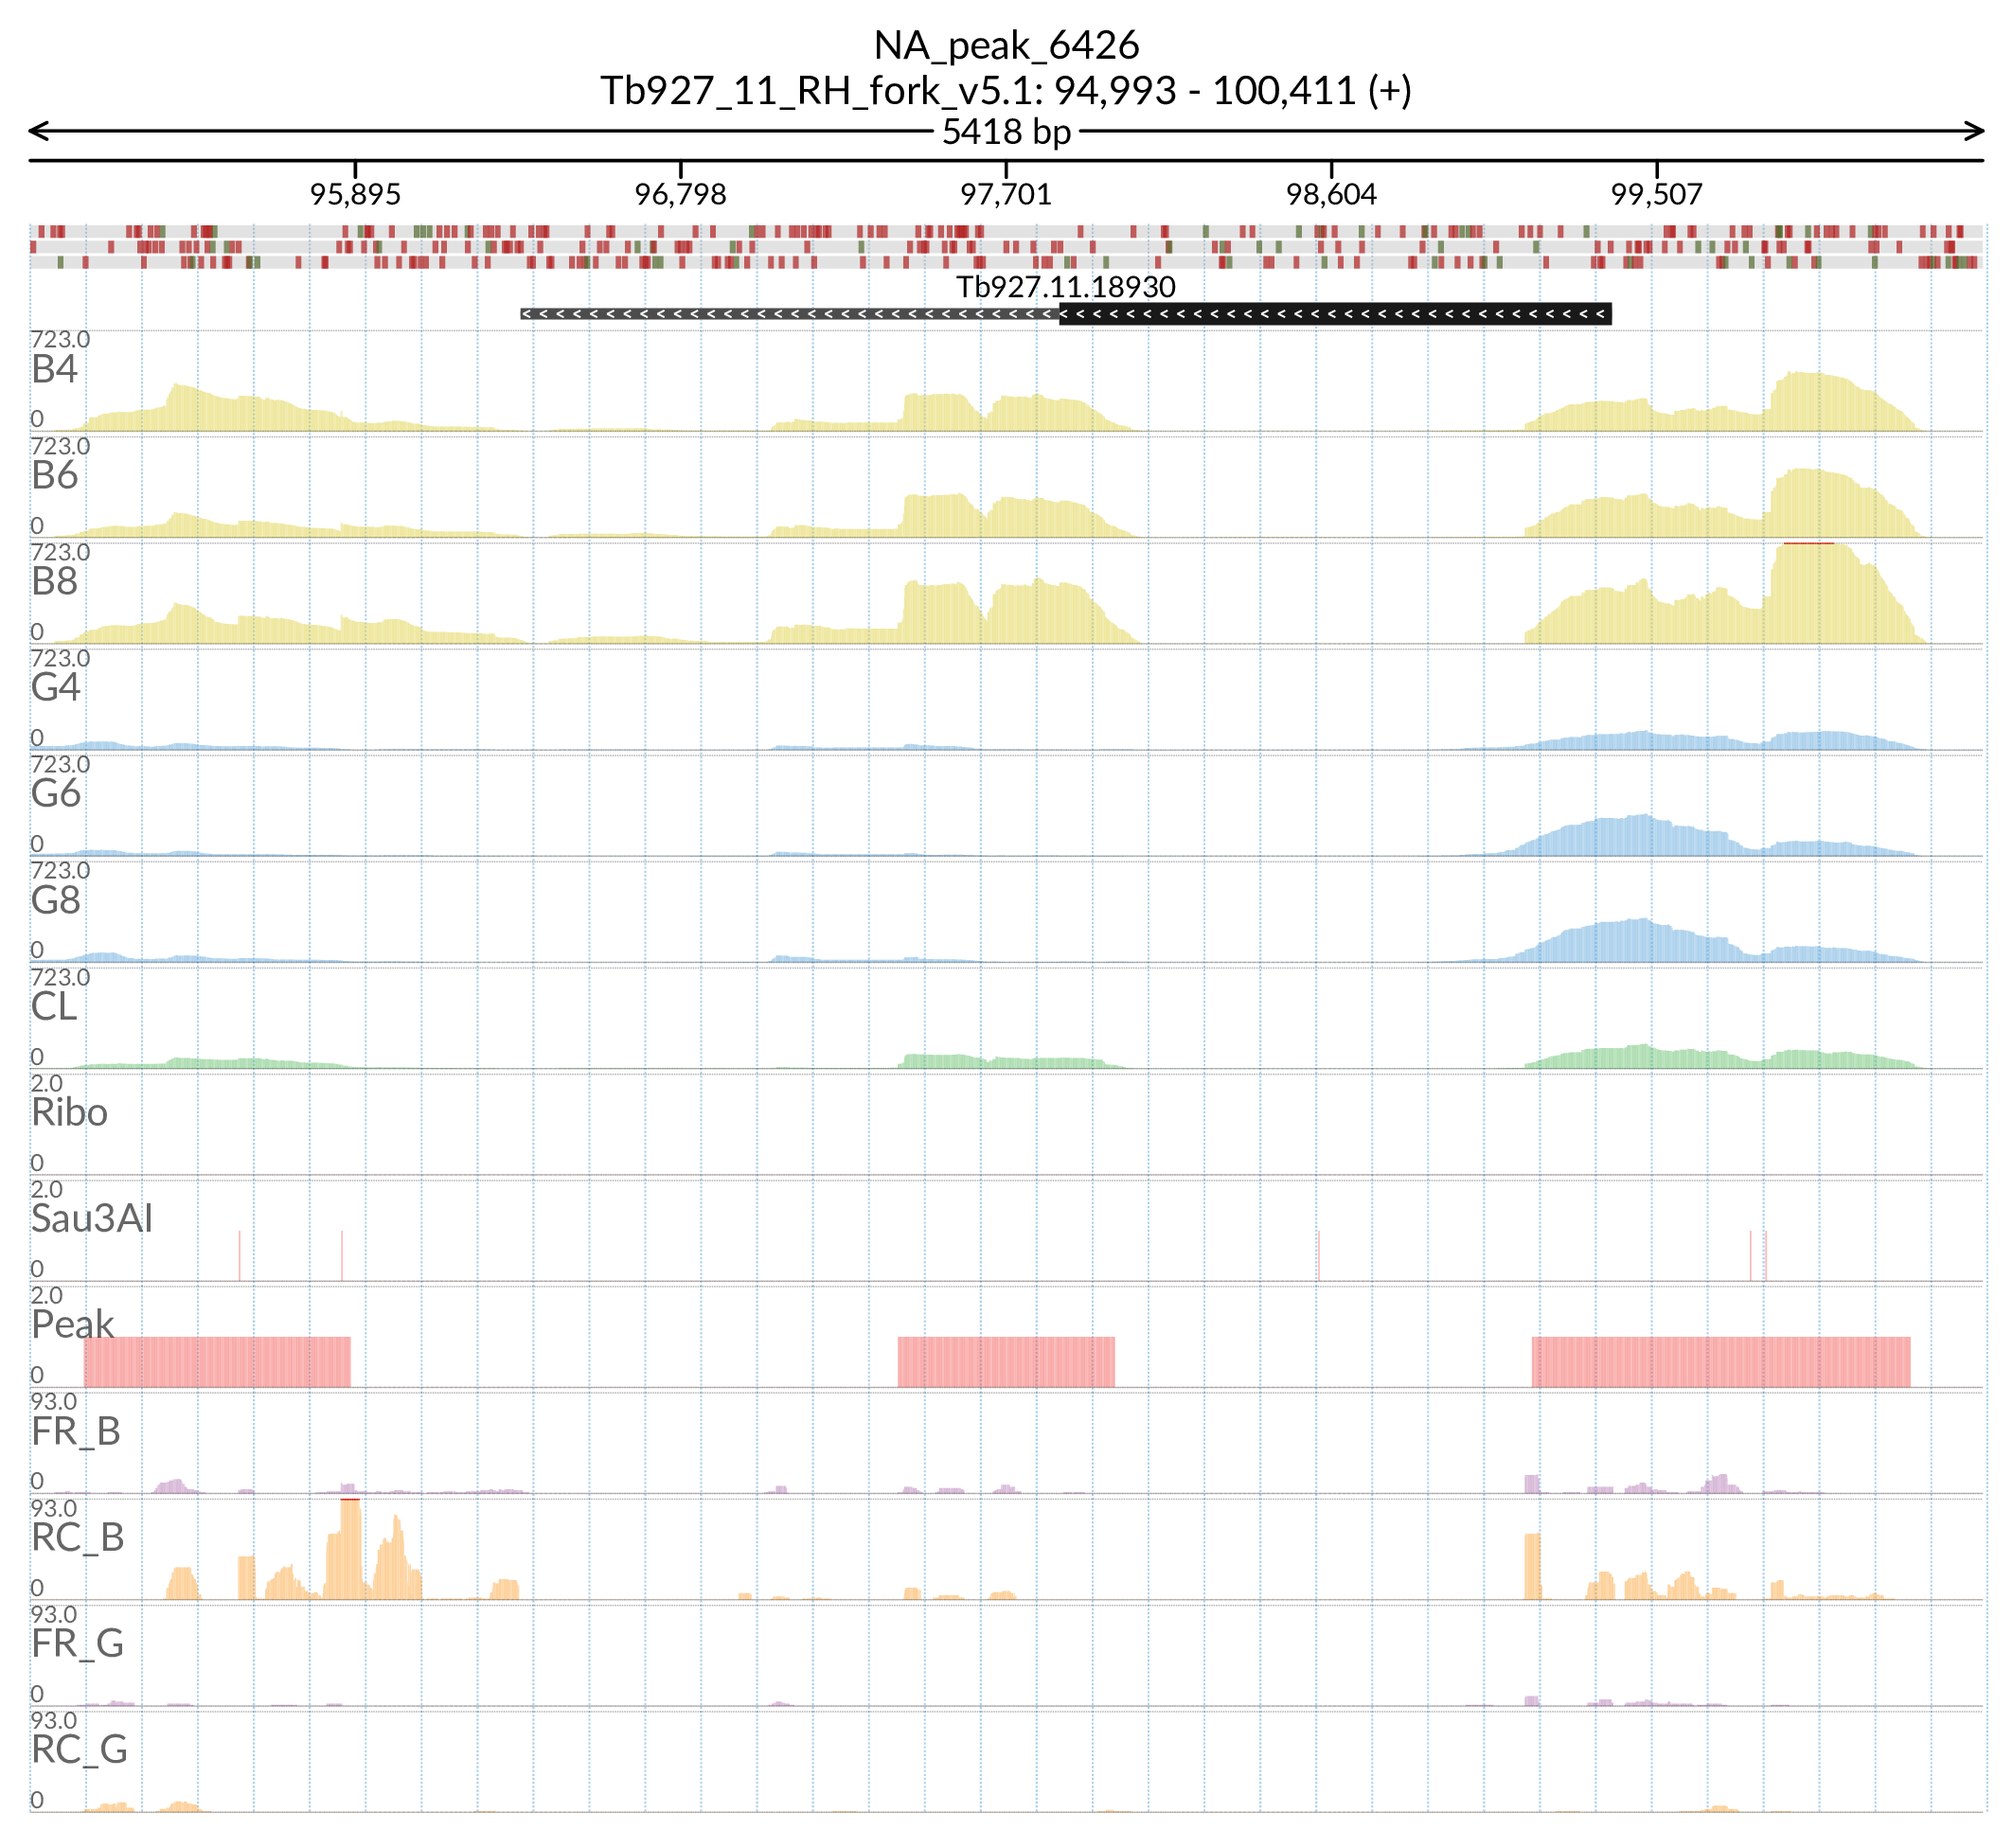 NA_peak_6426
Tb927_11_RH_fork_v5.1: 94,993 - 100,411 (+)
5418 bp
95,895 96,798 97,701 98,604 99,507
Tb927.11.18930
723.0
B4
0
723.0
B6
0
723.0
B8
0
723.0
G4
0
723.0
G6
0
723.0
G8
0
723.0
CL
0
2.0
Ribo
0
2.0
Sau3AI
0
2.0
Peak
0
93.0
FR_B
0
93.0
RC_B
0
93.0
FR_G
0
93.0
RC_G
0